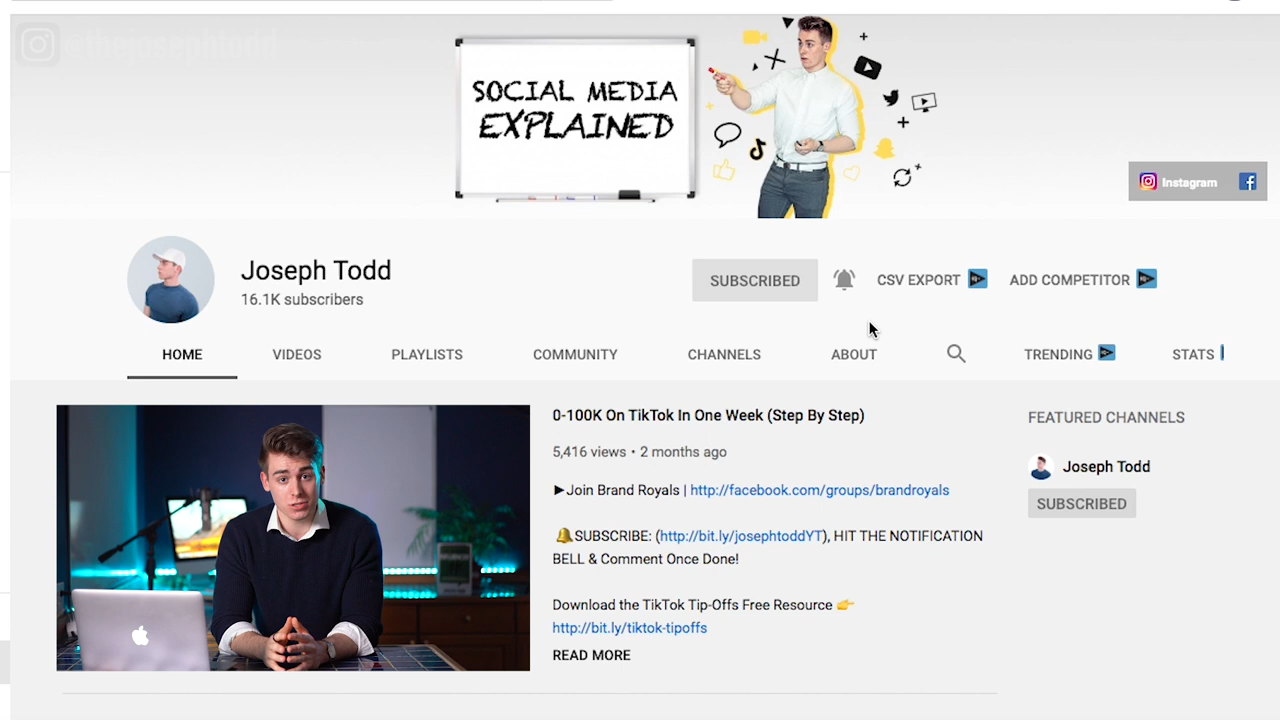 SOCIAL MEDIA
EXPLAINED
Instagram
Joseph Todd
16.1K subscribers
SUBSCRIBED
CSV EXPORT
ADD COMPETITOR
HOME
VIDEOS
PLAYLISTS
COMMUNITY
CHANNELS
ABOUT
TRENDING
STATS
0-100K On TikTok In One Week (Step By Step)
5,416 views • 2 months ago
▶Join Brand Royals | http://facebook.com/groups/brandroyals
🔔SUBSCRIBE: (http://bit.ly/josephtoddYT), HIT THE NOTIFICATION
BELL & Comment Once Done!
Download the TikTok Tip-Offs Free Resource 👉
http://bit.ly/tiktok-tipoffs
READ MORE
FEATURED CHANNELS
Joseph Todd
SUBSCRIBED